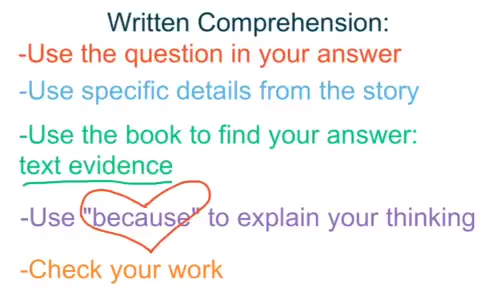 Written Comprehension:
-Use the question in your answer
-Use specific details from the story
-Use the book to find your answer:
text evidence
-Use "because" to explain your thinking
-Check your work